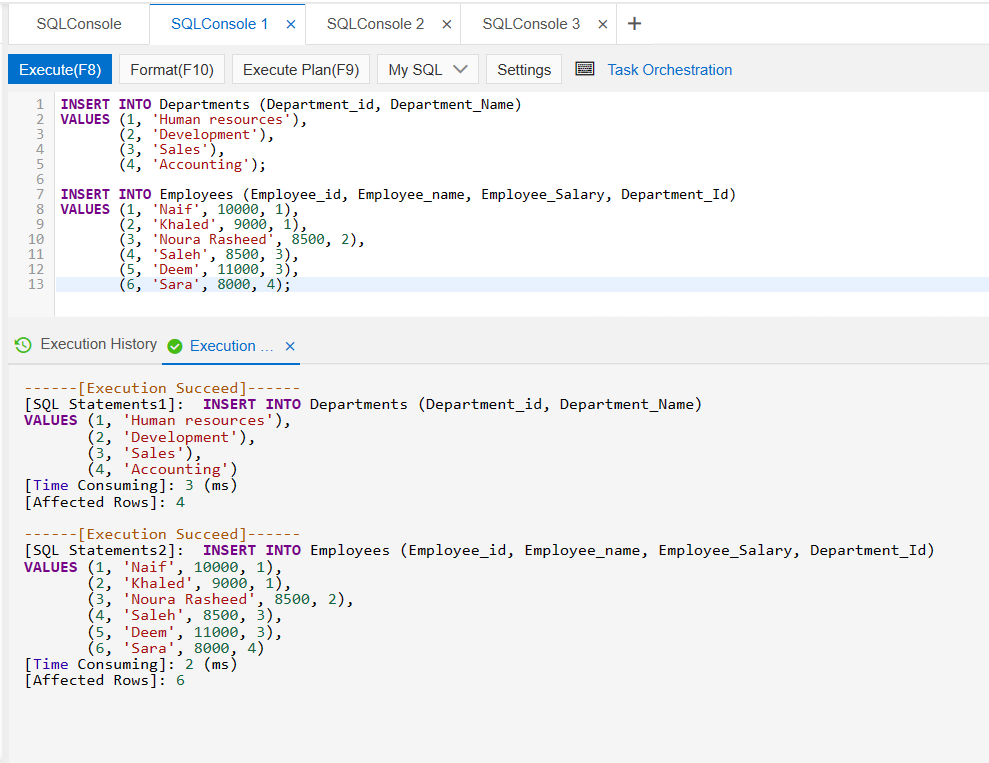 SQLConsole SQLConsole 1 × SQLConsole 2 × SQLConsole 3 × +
Execute(F8) Format(F10) Execute Plan(F9) My SQL Settings Task Orchestration
1 INSERT INTO Departments (Department_id, Department_Name)
2 VALUES (1, 'Human resources'),
3 (2, 'Development'),
4 (3, 'Sales'),
5 (4, 'Accounting');
6
7 INSERT INTO Employees (Employee_id, Employee_name, Employee_Salary, Department_Id)
8 VALUES (1, 'Naif', 10000, 1),
9 (2, 'Khaled', 9000, 1),
10 (3, 'Noura Rasheed', 8500, 2),
11 (4, 'Saleh', 8500, 3),
12 (5, 'Deem', 11000, 3),
13 (6, 'Sara', 8000, 4);
Execution History Execution ... ×
------[Execution Succeed]------
[SQL Statements1]: INSERT INTO Departments (Department_id, Department_Name)
VALUES (1, 'Human resources'),
(2, 'Development'),
(3, 'Sales'),
(4, 'Accounting')
[Time Consuming]: 3 (ms)
[Affected Rows]: 4
------[Execution Succeed]------
[SQL Statements2]: INSERT INTO Employees (Employee_id, Employee_name, Employee_Salary, Department_Id)
VALUES (1, 'Naif', 10000, 1),
(2, 'Khaled', 9000, 1),
(3, 'Noura Rasheed', 8500, 2),
(4, 'Saleh', 8500, 3),
(5, 'Deem', 11000, 3),
(6, 'Sara', 8000, 4)
[Time Consuming]: 2 (ms)
[Affected Rows]: 6